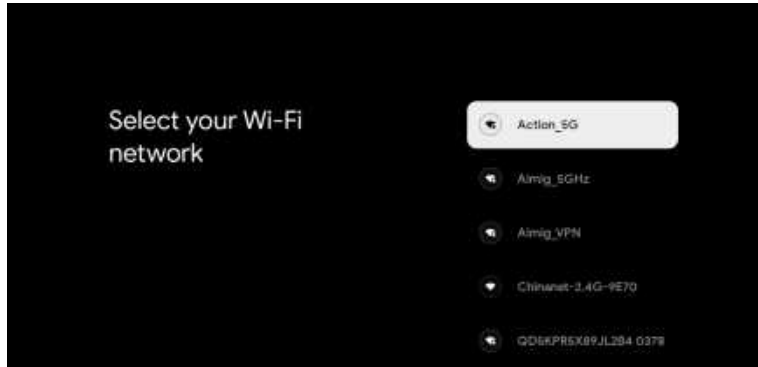 Select your Wi-Fi
network
Action_5G
Aimig_5GHz
Aimig_VPN
Chinanet-2.4G-9E70